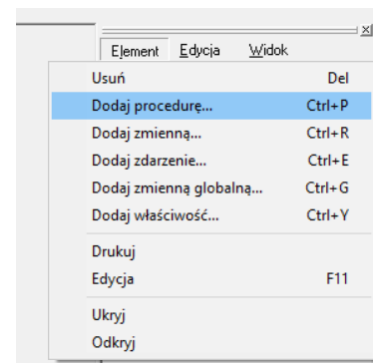 Element Edycja Widok
Usuń Del
Dodaj procedurę... Ctrl+P
Dodaj zmienną... Ctrl+R
Dodaj zdarzenie... Ctrl+E
Dodaj zmienną globalną... Ctrl+G
Dodaj właściwość... Ctrl+Y
Drukuj
Edycja F11
Ukryj
Odkryj